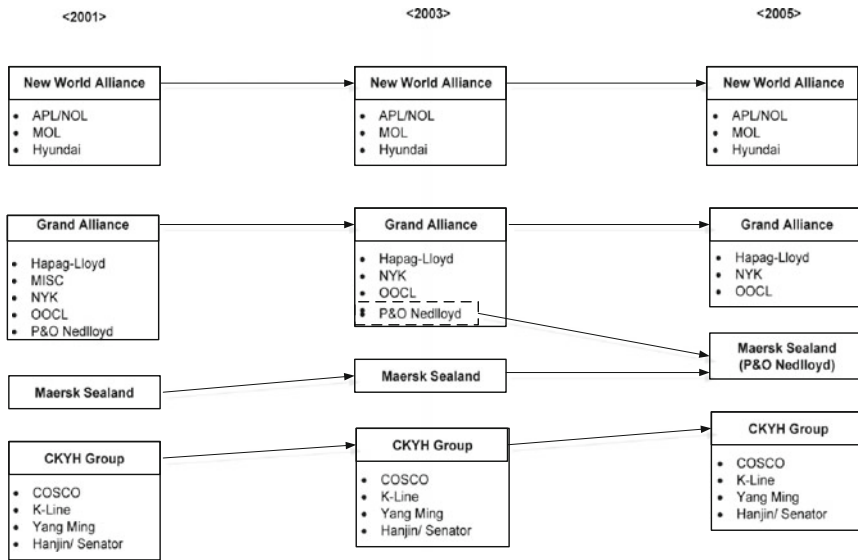 <2001>
<2003>
<2005>
New World Alliance
• APL/NOL
• MOL
• Hyundai
New World Alliance
• APL/NOL
• MOL
• Hyundai
New World Alliance
• APL/NOL
• MOL
• Hyundai
Grand Alliance
• Hapag-Lloyd
• MISC
• NYK
• OOCL
• P&O Nedlloyd
Grand Alliance
• Hapag-Lloyd
• NYK
• OOCL
• P&O Nedlloyd
Grand Alliance
• Hapag-Lloyd
• NYK
• OOCL
Maersk Sealand
Maersk Sealand
Maersk Sealand
(P&O Nedlloyd)
CKYH Group
• COSCO
• K-Line
• Yang Ming
• Hanjin/ Senator
CKYH Group
• COSCO
• K-Line
• Yang Ming
• Hanjin/ Senator
CKYH Group
• COSCO
• K-Line
• Yang Ming
• Hanjin/ Senator